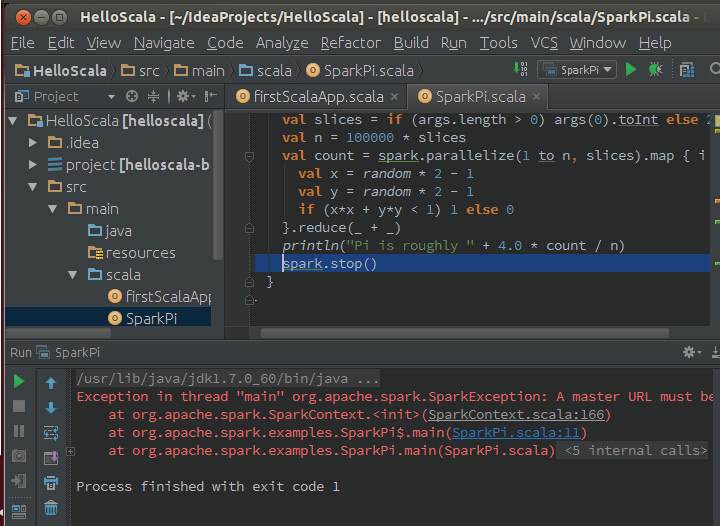 HelloScala - [~/IdeaProjects/HelloScala] - [helloscala] - .../src/main/scala/SparkPi.scala -
File Edit View Navigate Code Analyze Refactor Build Run Tools VCS Window Help
HelloScala src main scala SparkPi.scala SparkPi
Project
firstScalaApp.scala SparkPi.scala
HelloScala [helloscala] (
.idea
project [helloscala-b
src
main
java
resources
scala
firstScalaApp
SparkPi
val slices = if (args.length > 0) args(0).toInt else 2
val n = 100000 * slices
val count = spark.parallelize(1 to n, slices).map { i
val x = random * 2 - 1
val y = random * 2 - 1
if (x*x + y*y < 1) 1 else 0
}.reduce(_ + _)
println("Pi is roughly " + 4.0 * count / n)
spark.stop()
}
Run SparkPi
/usr/lib/java/jdk1.7.0_60/bin/java ...
Exception in thread "main" org.apache.spark.SparkException: A master URL must be
at org.apache.spark.SparkContext.<init>(SparkContext.scala:166)
at org.apache.spark.examples.SparkPi$.main(SparkPi.scala:11)
at org.apache.spark.examples.SparkPi.main(SparkPi.scala) <5 internal calls>
Process finished with exit code 1